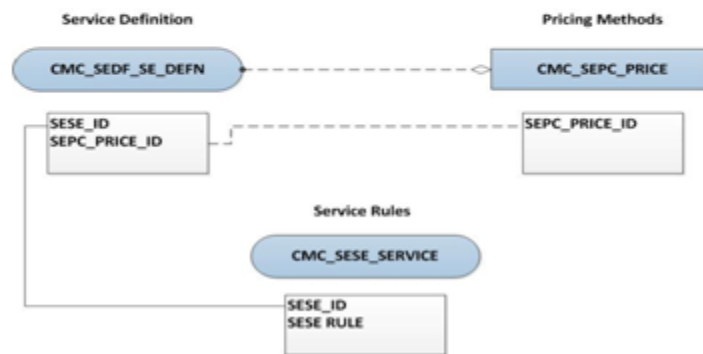 Service Definition
Pricing Methods
CMC_SEDF_SE_DEFN
CMC_SEPC_PRICE
SESE_ID
SEPC_PRICE_ID
SEPC_PRICE_ID
Service Rules
CMC_SESE_SERVICE
SESE_ID
SESE RULE